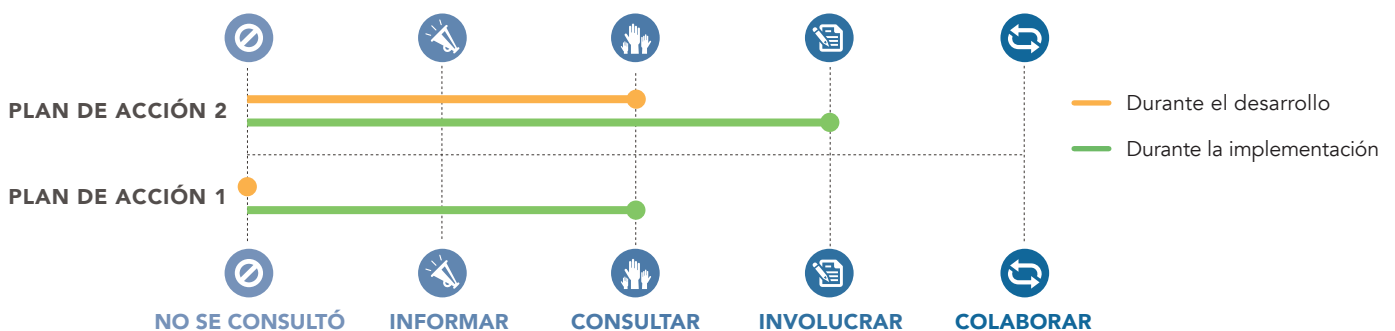 PLAN DE ACCIÓN 2
Durante el desarrollo
Durante la implementación
PLAN DE ACCIÓN 1
NO SE CONSULTÓ
INFORMAR
CONSULTAR
INVOLUCRAR
COLABORAR